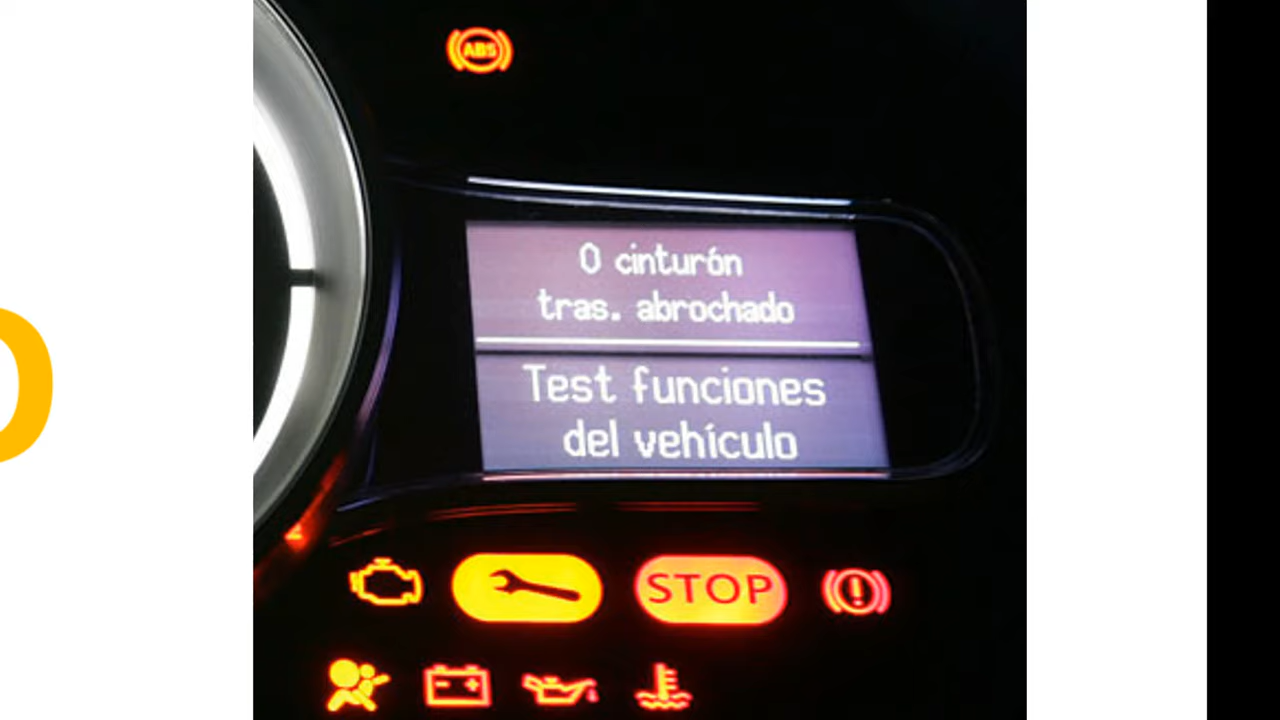 ABS
0 cinturón
tras. abrochado
Test funciones
del vehículo
STOP